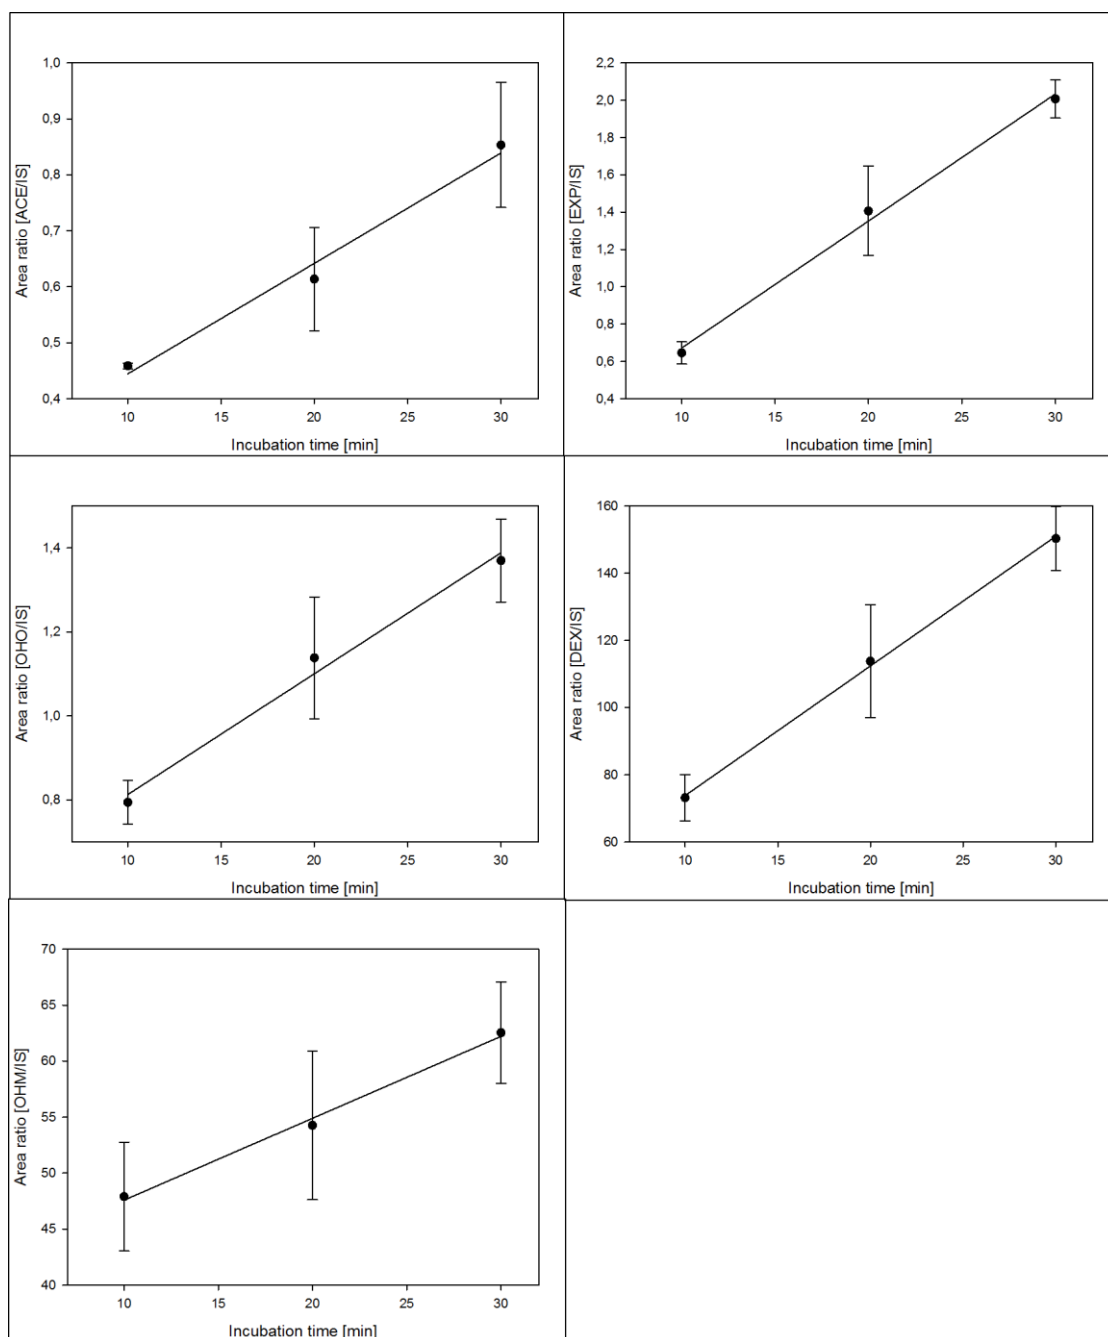 1,0
0,9
0,8
0,7
0,6
0,5
0,4
Area ratio [ACE/IS]
10 15 20 25 30
Incubation time [min]
2,2
2,0
1,8
1,6
1,4
1,2
1,0
0,8
0,6
0,4
Area ratio [EXP/IS]
10 15 20 25 30
Incubation time [min]
1,4
1,2
1,0
0,8
Area ratio [OHO/IS]
10 15 20 25 30
Incubation time [min]
160
140
120
100
80
60
Area ratio [DEX/IS]
10 15 20 25 30
Incubation time [min]
70
65
60
55
50
45
40
Area ratio [OHM/IS]
10 15 20 25 30
Incubation time [min]